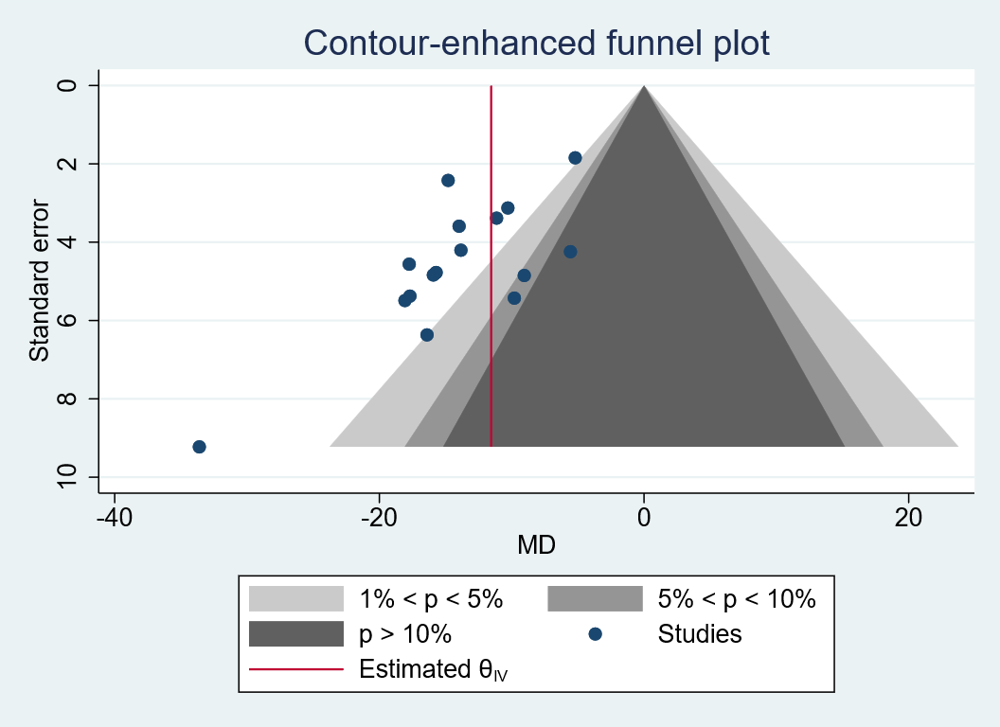 Contour-enhanced funnel plot
Standard error
0
2
4
6
8
10
-40 -20 0 20
MD
1% < p < 5% 5% < p < 10%
p > 10% Studies
Estimated θIV